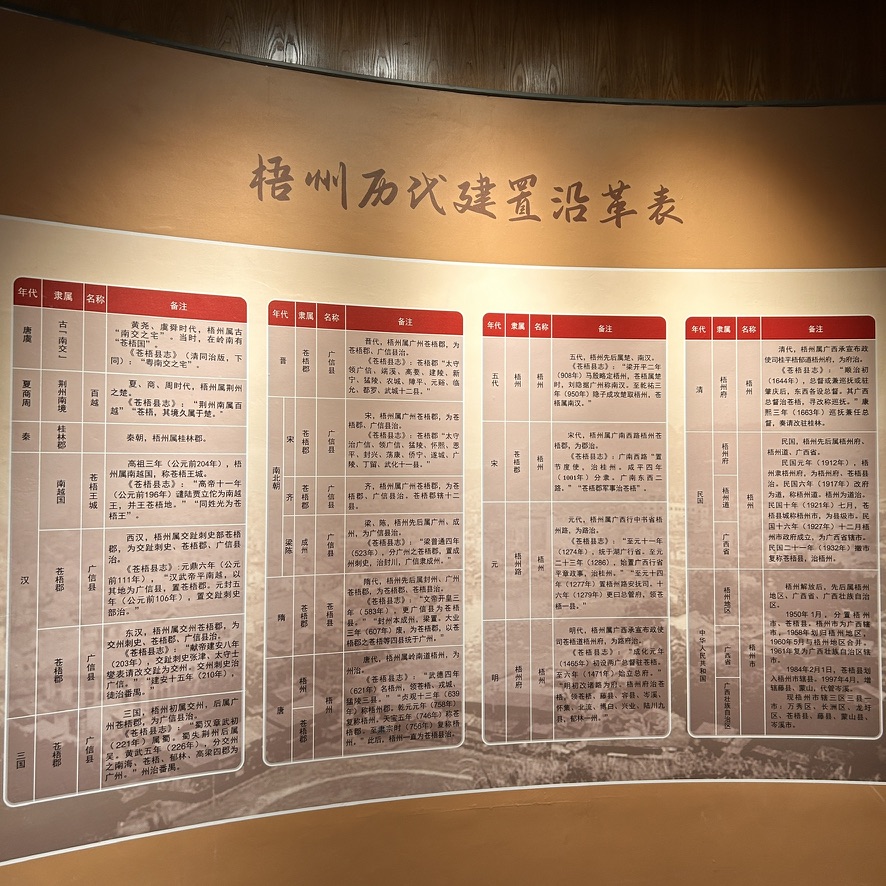 梧州历代建置沿革表
年代 隶属 名称 备注
唐虞 古「南交」
黄尧、虞舜时代，梧州属古
“南交之宅”。当时，在岭南有
“苍梧国”。
《苍梧县志》（清同治版，下
同）：“粤南交之宅”。
夏商周 荆州南境 百越
夏、商、周时代，梧州属荆州
之楚。
《苍梧县志》：“荆州南属百
越”“苍梧，其境久属于楚。”
秦 桂林郡
秦朝，梧州属桂林郡。
南越国 苍梧王城
高祖三年（公元前204年），梧
州属南越国，称苍梧王城。
《苍梧县志》：“高帝十一年
（公元前196年）谴陆贾立佗为南越
王，并王苍梧地。”“同姓光为苍
梧王”。
汉 苍梧郡 广信县
西汉，梧州属交趾刺史部苍梧
郡，为交趾刺史、苍梧郡、广信县
治。
《苍梧县志》:元鼎六年（公元
前111年），“汉武帝平南越，以
其地为广信县，置苍梧郡。元封五
年（公元前106年），置交趾刺史
部治。”
苍梧郡 广信县
东汉，梧州属交州苍梧郡，为
交州刺史、苍梧郡、广信县治。
《苍梧县志》：“献帝建安八年
（203年），交趾刺史张津、太守士
燮表请改交趾为交州。交州刺史治
广信。”“建安十五年（210年），
徒治番禺。”
三国 苍梧郡 广信县
三国，梧州初属交州，后属广
州苍梧郡，为广信县治。
《苍梧县志》：“蜀汉章武初
（221年）属蜀。蜀失荆州后属
吴。黄武五年（226年），分交州
之南海、苍梧、郁林、高梁四郡为
广州。”州治番禺。
年代 隶属 名称 备注
晋 苍梧郡 广信县
晋代，梧州属广州苍梧郡，为
苍梧郡、广信县治。
《苍梧县志》：苍梧郡“太守
领广信、端溪、高要、建陵、新
宁、猛陵、农城、障平、元谿、临
允、都罗、武城十二县。”
南北朝
宋 苍梧郡 广信县
宋，梧州属广州苍梧郡，为苍
梧郡、广信县治。
《苍梧县志》：苍梧郡“太守
治广信、领广信、猛陵、怀熙、思
平、封兴、荡康、侨宁、遂城、广
陵、丁留、武化十一县。”
齐 苍梧郡 广信县
齐，梧州属广州苍梧郡，为苍
梧郡、广信县治。苍梧郡辖十二
县。
梁陈 成州 广信县
梁、陈，梧州先后属广州、成
州，为广信县治。
《苍梧县志》：“梁普通四年
（523年），分广州之苍梧郡，置成
州刺史，治封川，广信隶成州。”
隋 苍梧郡 苍梧县
隋代，梧州先后属封州、广州
苍梧郡，为苍梧郡、苍梧县治。
《苍梧县志》：“文帝开皇三
年（583年），更广信县为苍梧
县。”“封州本成州，梁置，大业
三年（607年）废，为苍梧郡，以苍
梧郡之苍梧等四县统于广州。”
唐 梧州 梧州
唐代，梧州属岭南道梧州，为
州治。
《苍梧县志》：“武德四年
（621年）名梧州，领苍梧、戎城、
猛陵三县。”“贞观十三年（639
年）称梧州郡。乾元元年（758年）
复称梧州。天宝五年（746年）称苍
梧郡。至肃宗时（755年）复称梧
州。”此后，梧州一直为苍梧县治。
年代 隶属 名称 备注
五代 梧州 梧州
五代，梧州先后属楚、南汉。
《苍梧县志》：“梁开平二年
（908年）马殷略定梧州，苍梧属楚
时，刘隐据广州称南汉。至乾祐三
年（950年）隐子成攻楚取梧州，苍
梧属南汉。”
宋 苍梧郡 梧州
宋代，梧州属广南路梧州苍
梧郡，为郡治。
《苍梧县志》：广南西路“置
节度使，治桂州。咸平四年
（1001年）分隶。广南东西二
路。”“苍梧郡军事治苍梧”。
元 梧州路 梧州
元代，梧州属广西行中书省梧
州路，为路治。
《苍梧县志》：“至元十一年
（1274年），统于湖广行省。至元
二十三年（1286），始置广西行省
平章政事，治桂州。”“至元十四
年（1277年）置梧州路安抚司，十
六年（1279年）更曰总管府。领苍
梧一县。”
明 梧州府 梧州
明代，梧州属广西承宣布政使
司苍梧道梧州府，为府治。
《苍梧县志》：“成化元年
（1465年）初设两广总督驻苍梧，
至六年（1471年）始立总府。”
“明初改诸路为府，梧州府治苍
梧。领苍梧、藤县、容县、岑溪、
怀集、北流、博白、兴业、陆川九
县，郁林一州。”
年代 隶属 名称 备注
清 梧州府 梧州
清代，梧州属广西承宣布政
使司桂平梧郁道梧州府，为府治。
《苍梧县志》：“顺治初
（1644年），总督或兼巡抚或驻
肇庆后，东西各设总督。其广西
总督治苍梧，寻改称巡抚。”康
熙三年（1663年）巡抚兼任总
督，奏请改驻桂林。
民国 梧州府 梧州道 广西省 梧州
民国，梧州先后属梧州府、
梧州道、广西省。
民国元年（1912年），梧
州隶梧州府，为梧州府、苍梧县
治。民国六年（1917年）改府
为道，称梧州道，梧州为道治。
民国十年（1921年）七月，苍
梧县城称梧州市，为县级市。民
国十六年（1927年）十二月梧
州市政府成立，为广西省辖市。
民国二十一年（1932年）撤市
复称苍梧县，治梧州。
中华人民共和国 梧州地区 广西省 广西壮族自治区 梧州市
梧州解放后，先后属梧州
地区、广西省、广西壮族自治区。
1950年1月，分置梧州
市、苍梧县。梧州市为广西辖
市，1958年划归梧州地区，
1960年5月与梧州地区合并。
1961年复为广西壮族自治区辖
市。
1984年2月1日，苍梧县划
入梧州市辖县。1997年4月，增
辖藤县、蒙山，代管岑溪。
现梧州市辖三区三县一
市：万秀区、长洲区、龙圩
区、苍梧县、藤县、蒙山县、
岑溪市。